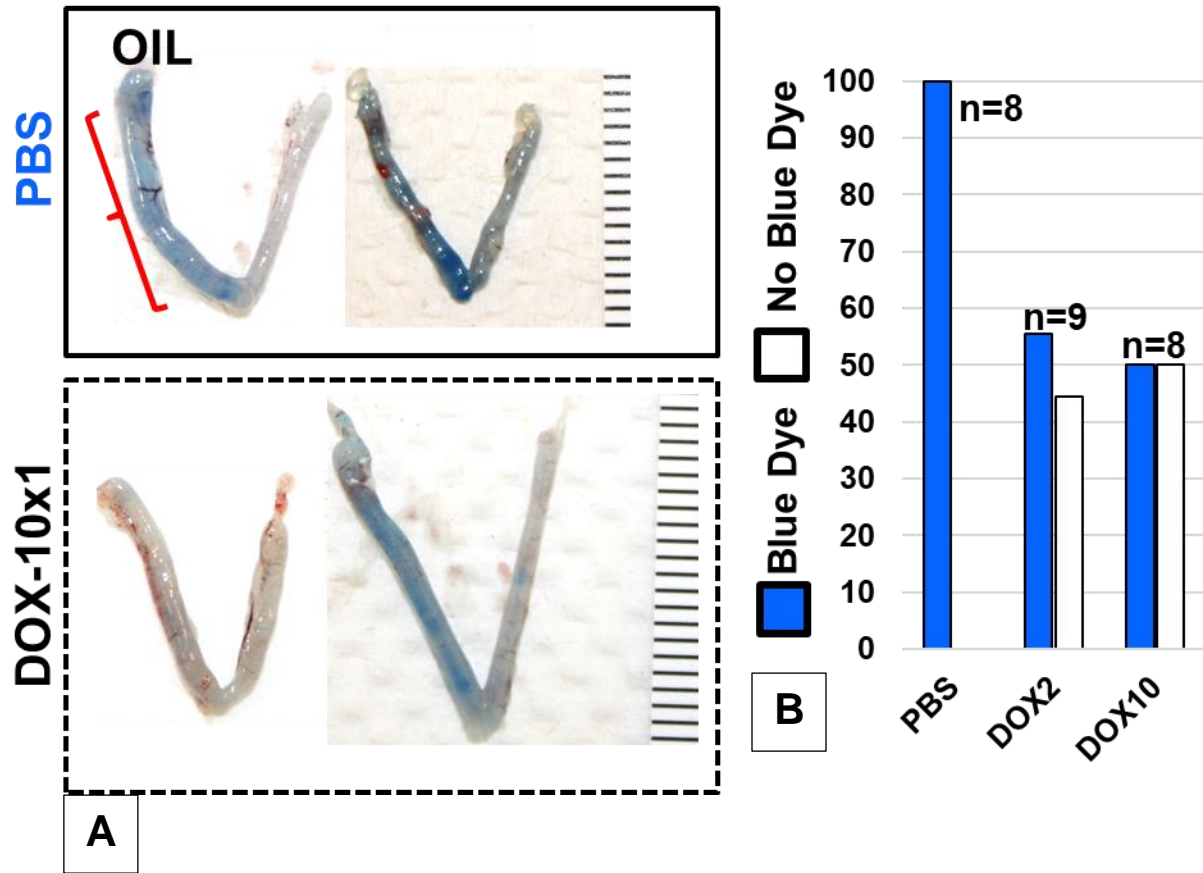 OIL
PBS
DOX-10x1
A
No Blue Dye
Blue Dye
100
90
80
70
60
50
40
30
20
10
0
n=8
n=9
n=8
PBS
DOX2
DOX10
B